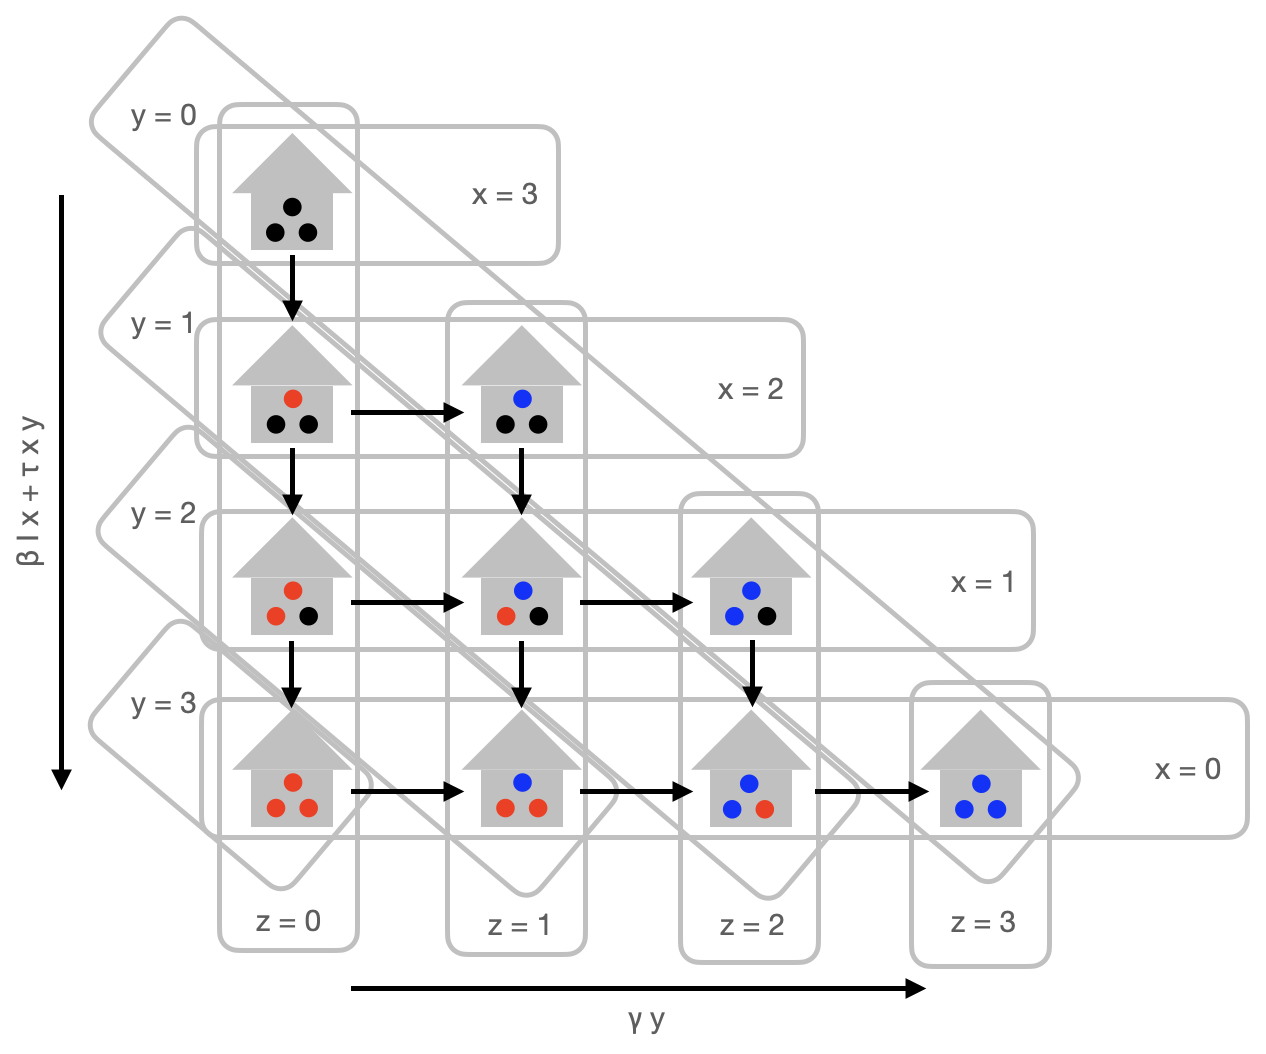 y = 0
x = 3
y = 1
x = 2
β I x + τ x y
y = 2
x = 1
y = 3
x = 0
z = 0
z = 1
z = 2
z = 3
γ y